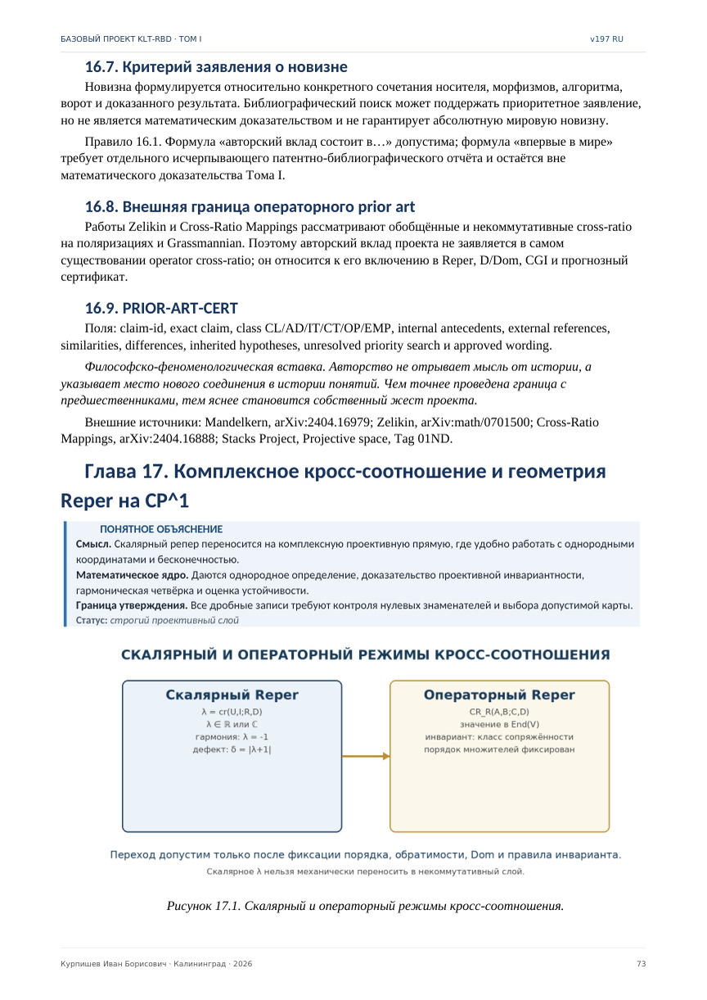 БАЗОВЫЙ ПРОЕКТ KLT-RBD · ТОМ I
v197 RU
16.7. Критерий заявления о новизне
Новизна формулируется относительно конкретного сочетания носителя, морфизмов, алгоритма,
ворот и доказанного результата. Библиографический поиск может поддержать приоритетное заявление,
но не является математическим доказательством и не гарантирует абсолютную мировую новизну.
Правило 16.1. Формула «авторский вклад состоит в…» допустима; формула «впервые в мире»
требует отдельного исчерпывающего патентно-библиографического отчёта и остаётся вне
математического доказательства Тома I.
16.8. Внешняя граница операторного prior art
Работы Zelikin и Cross-Ratio Mappings рассматривают обобщённые и некоммутативные cross-ratio
на поляризациях и Grassmannian. Поэтому авторский вклад проекта не заявляется в самом
существовании operator cross-ratio; он относится к его включению в Reper, D/Dom, CGI и прогнозный
сертификат.
16.9. PRIOR-ART-CERT
Поля: claim-id, exact claim, class CL/AD/IT/CT/OP/EMP, internal antecedents, external references,
similarities, differences, inherited hypotheses, unresolved priority search и approved wording.
Философско-феноменологическая вставка. Авторство не отрывает мысль от истории, а
указывает место нового соединения в истории понятий. Чем точнее проведена граница с
предшественниками, тем яснее становится собственный жест проекта.
Внешние источники: Mandelkern, arXiv:2404.16979; Zelikin, arXiv:math/0701500; Cross-Ratio
Mappings, arXiv:2404.16888; Stacks Project, Projective space, Tag 01ND.
Глава 17. Комплексное кросс-соотношение и геометрия
Reper на CP^1
ПОНЯТНОЕ ОБЪЯСНЕНИЕ
Смысл. Скалярный репер переносится на комплексную проективную прямую, где удобно работать с однородными
координатами и бесконечностью.
Математическое ядро. Даются однородное определение, доказательство проективной инвариантности,
гармоническая четвёрка и оценка устойчивости.
Граница утверждения. Все дробные записи требуют контроля нулевых знаменателей и выбора допустимой карты.
Статус: строгий проективный слой
СКАЛЯРНЫЙ И ОПЕРАТОРНЫЙ РЕЖИМЫ КРОСС-СООТНОШЕНИЯ
Скалярный Reper
λ = cr(U,I;R,D)
λ ∈ ℝ или ℂ
гармония: λ = -1
дефект: δ = |λ+1|
Операторный Reper
CR_R(A,B;C,D)
значение в End(V)
инвариант: класс сопряжённости
порядок множителей фиксирован
Переход допустим только после фиксации порядка, обратимости, Dom и правила инварианта.
Скалярное λ нельзя механически переносить в некоммутативный слой.
Рисунок 17.1. Скалярный и операторный режимы кросс-соотношения.
Курпишев Иван Борисович · Калининград · 2026
73